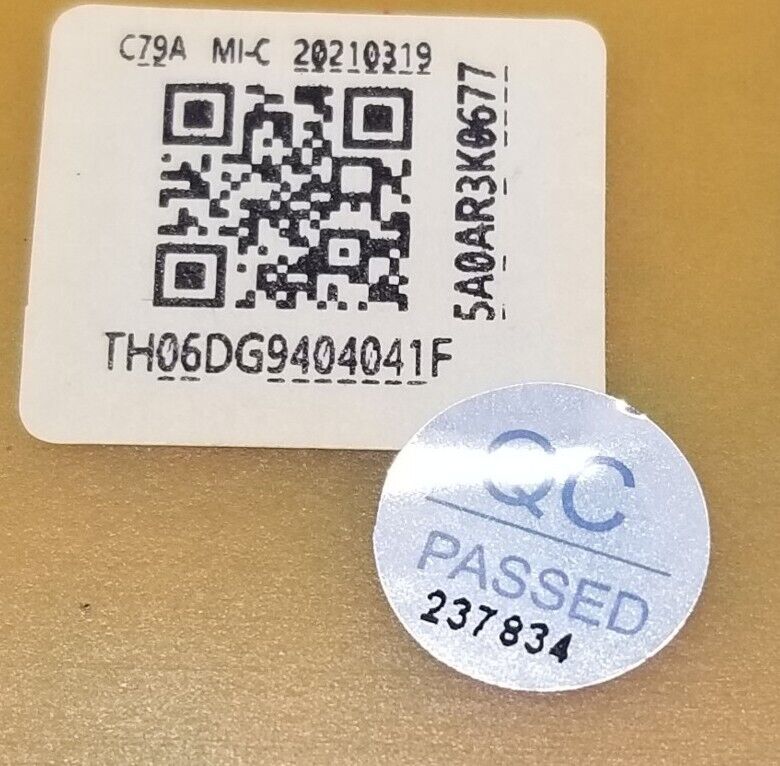 C79A MI-C 20210319
5A0AR3K0677
TH06DG9404041F
QC
PASSED
237834